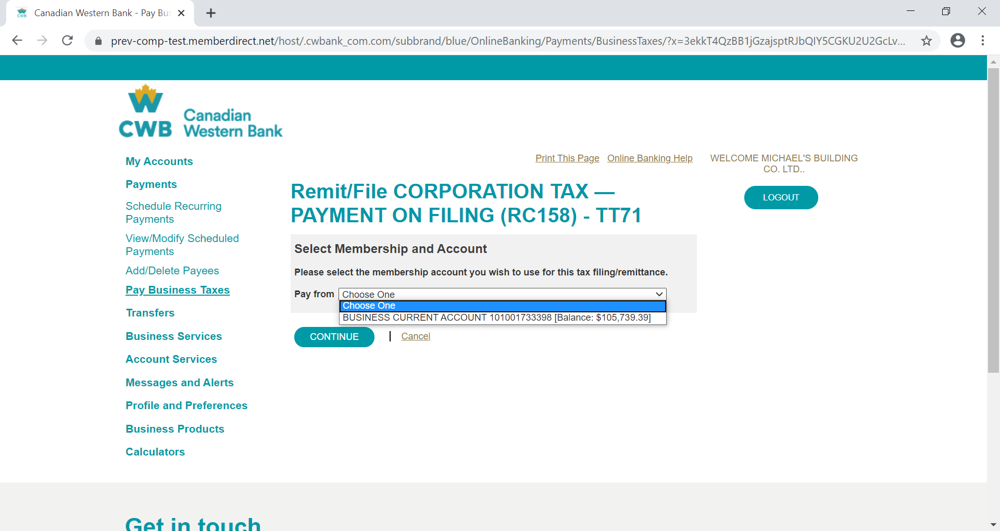 Canadian Western Bank - Pay Bus
prev-comp-test.memberdirect.net/host/.cwbank_com.com/subbrand/blue/OnlineBanking/Payments/BusinessTaxes/?x=3ekkT4QzBB1jGzajsptRJbQIY5CGKU2U2GcLv...
W
CWB
Canadian
Western Bank
My Accounts
Payments
Schedule Recurring
Payments
View/Modify Scheduled
Payments
Add/Delete Payees
Pay Business Taxes
Transfers
Business Services
Account Services
Messages and Alerts
Profile and Preferences
Business Products
Calculators
Print This Page Online Banking Help
WELCOME MICHAEL'S BUILDING
CO. LTD..
LOGOUT
Remit/File CORPORATION TAX —
PAYMENT ON FILING (RC158) - TT71
Select Membership and Account
Please select the membership account you wish to use for this tax filing/remittance.
Pay from Choose One
Choose One
BUSINESS CURRENT ACCOUNT 101001733398 [Balance: $105,739.39]
CONTINUE | Cancel
Get in touch